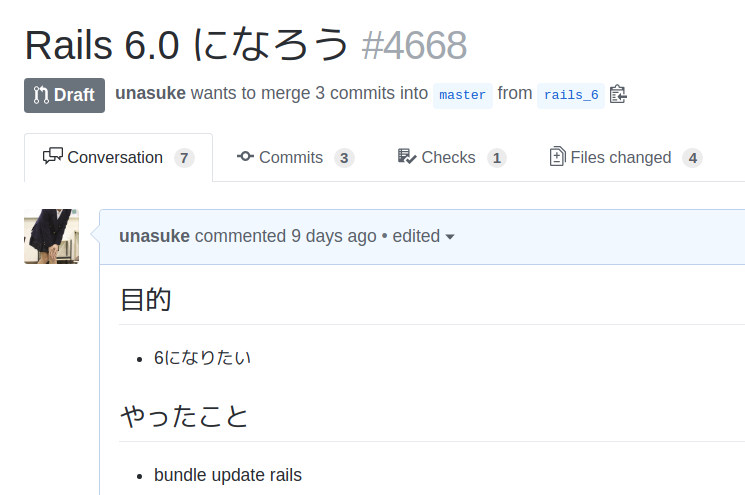 Rails 6.0 になろう #4668
Draft unasuke wants to merge 3 commits into master from rails_6
Conversation 7 Commits 3 Checks 1 Files changed 4
unasuke commented 9 days ago • edited
目的
• 6になりたい
やったこと
• bundle update rails